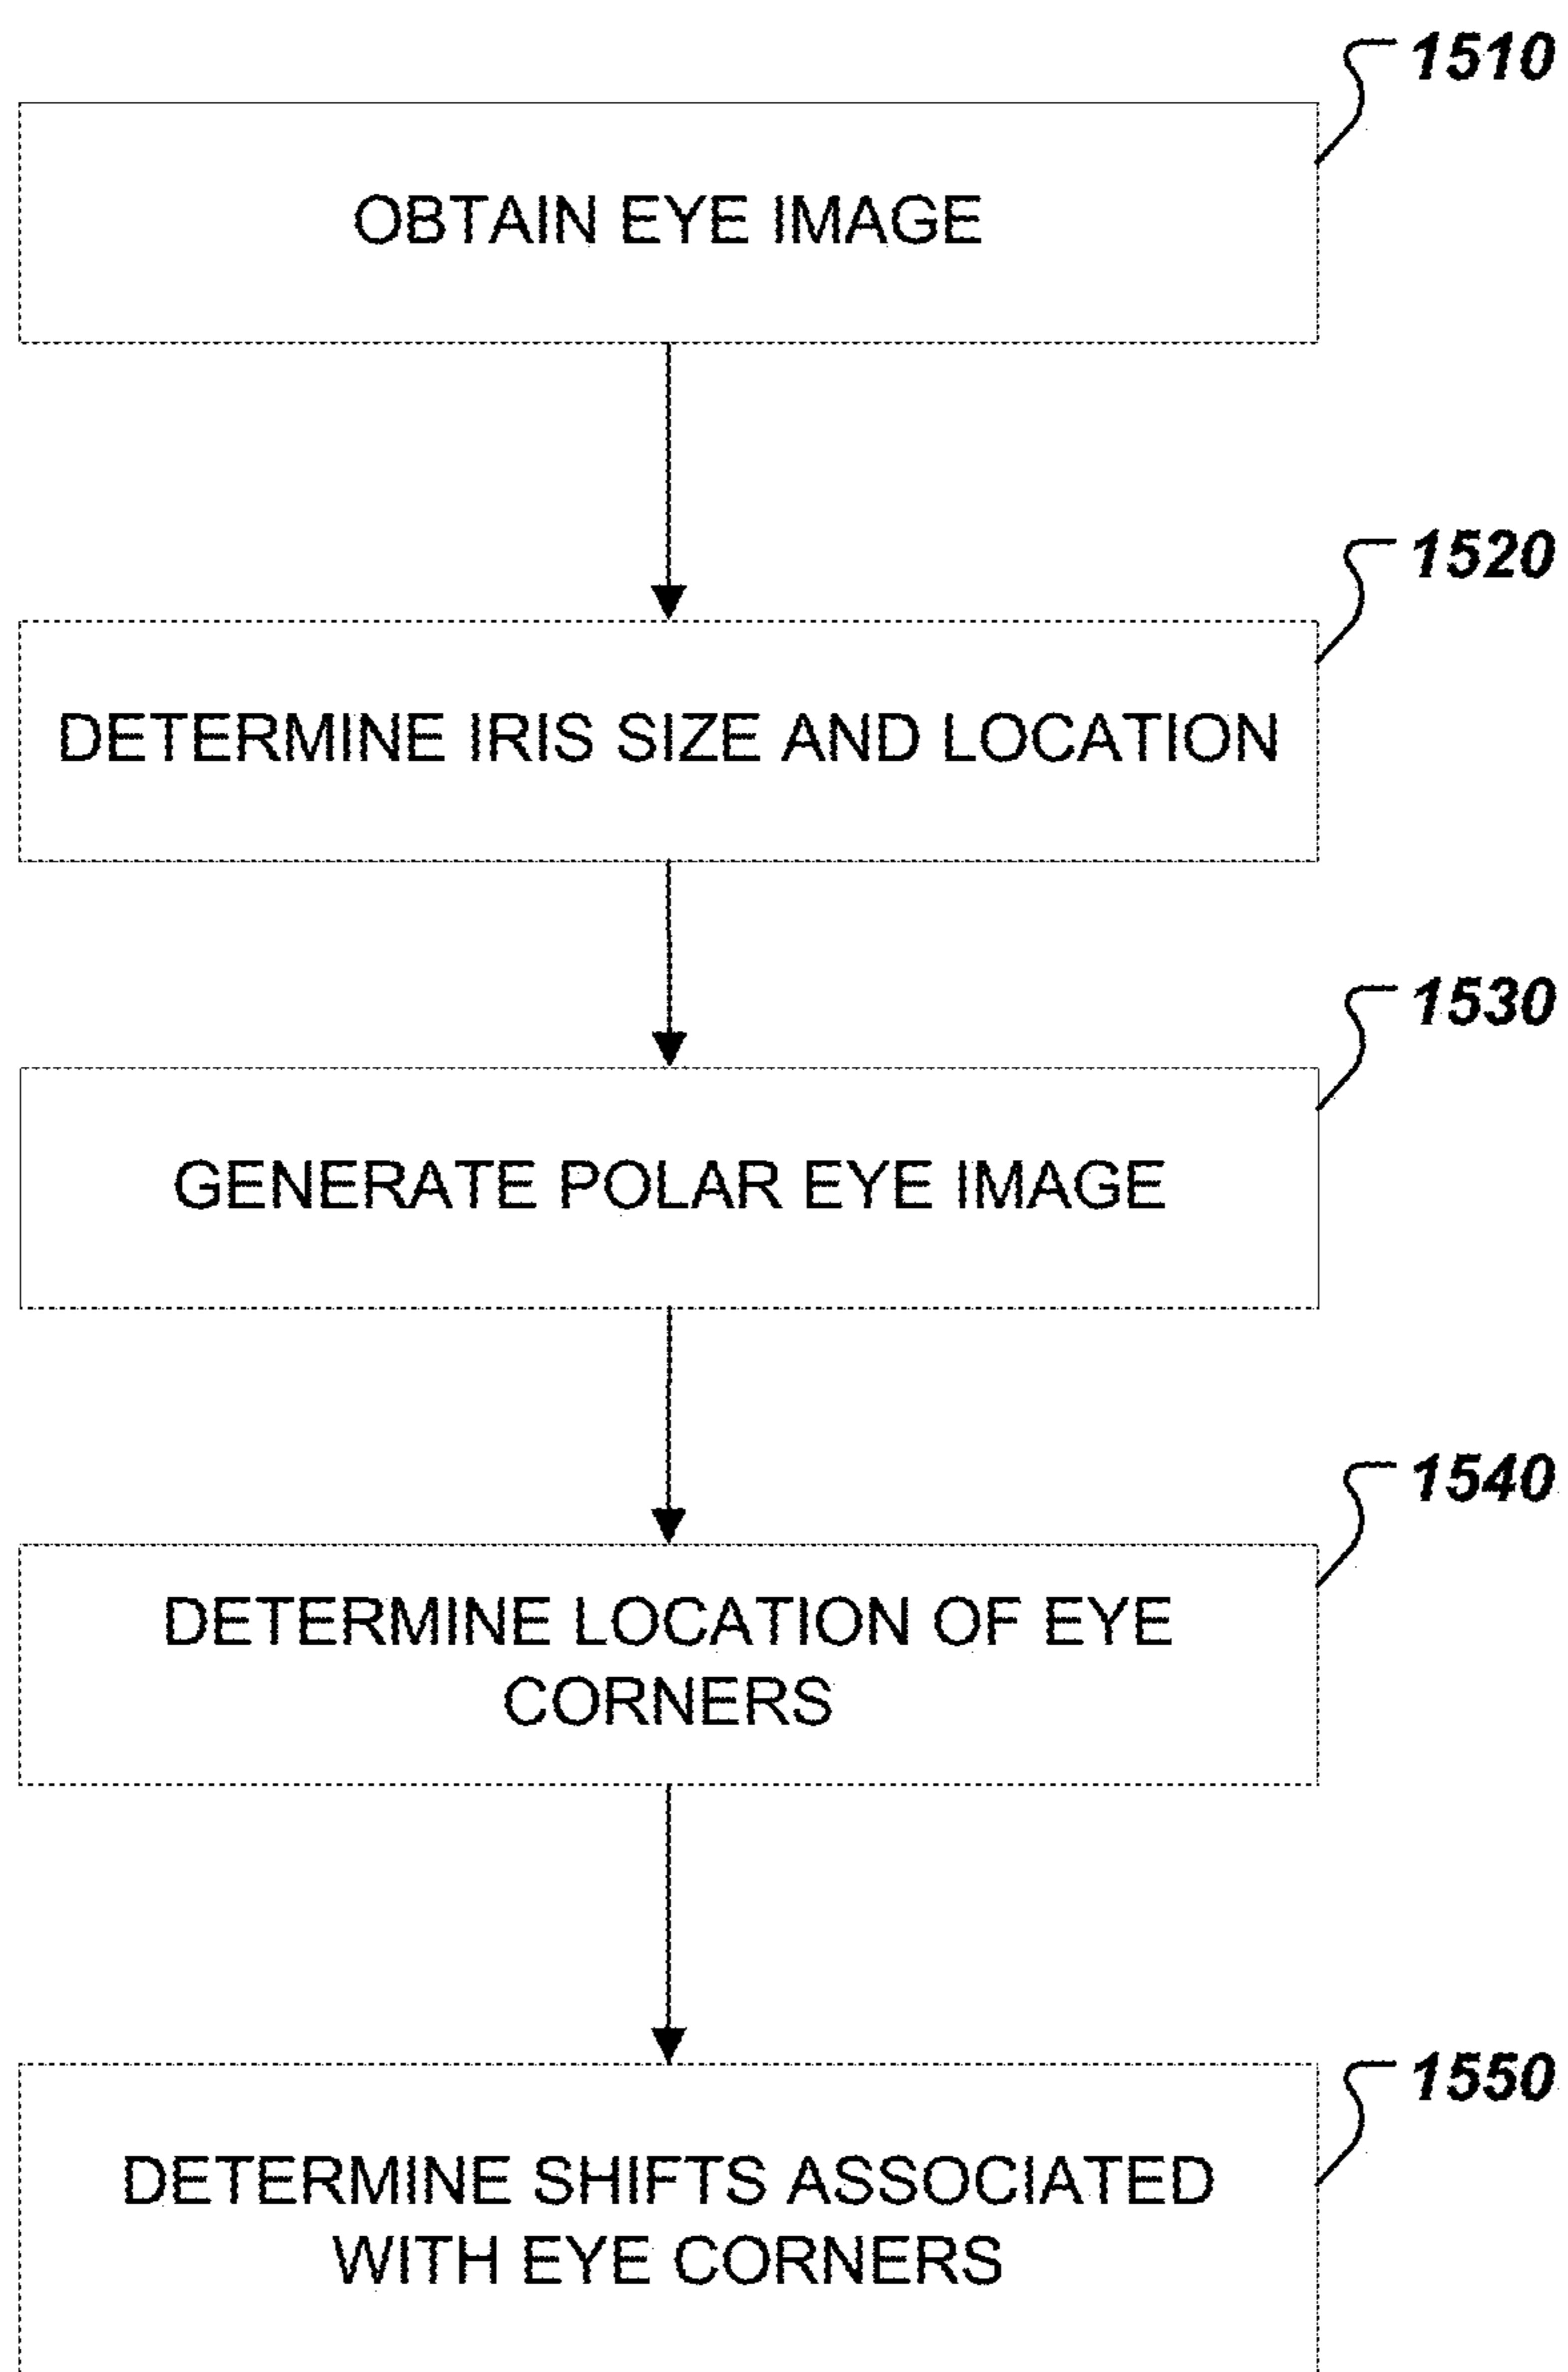 1510
OBTAIN EYE IMAGE
1520
DETERMINE IRIS SIZE AND LOCATION
1530
GENERATE POLAR EYE IMAGE
1540
DETERMINE LOCATION OF EYE
CORNERS
1550
DETERMINE SHIFTS ASSOCIATED
WITH EYE CORNERS